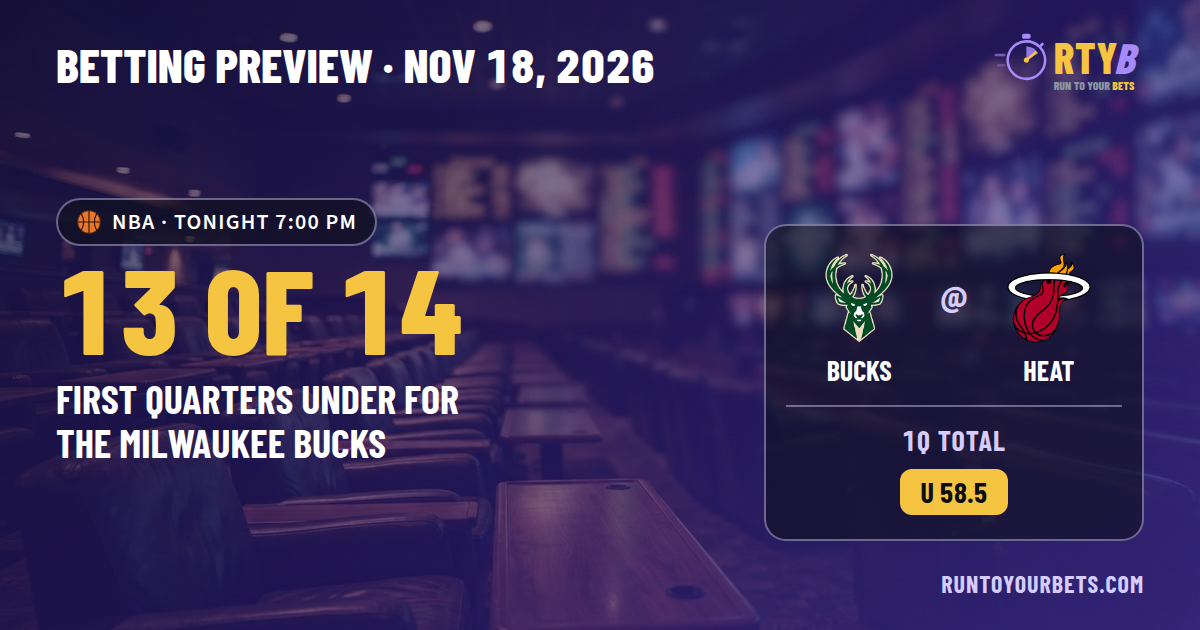 BETTING PREVIEW · NOV 18, 2026
RTYB
RUN TO YOUR BETS
NBA · TONIGHT 7:00 PM
13 OF 14
FIRST QUARTERS UNDER FOR
THE MILWAUKEE BUCKS
@
BUCKS
HEAT
1Q TOTAL
U 58.5
RUNTOYOURBETS.COM